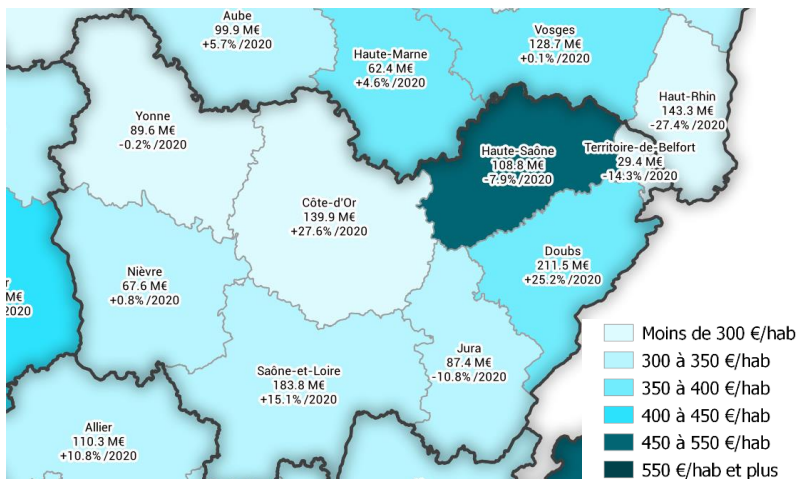 Aube
99.9 M€
+5.7% /2020
Haute-Marne
62.4 M€
+4.6% /2020
Vosges
128.7 M€
+0.1% /2020
Haut-Rhin
143.3 M€
-27.4% /2020
Yonne
89.6 M€
-0.2% /2020
Haute-Saône
108.8 M€
-7.9% /2020
Territoire-de-Belfort
29.4 M€
-14.3% /2020
Côte-d'Or
139.9 M€
+27.6% /2020
Doubs
211.5 M€
+25.2% /2020
Nièvre
67.6 M€
+0.8% /2020
r
M€
2020
Jura
87.4 M€
-10.8% /2020
Saône-et-Loire
183.8 M€
+15.1% /2020
Allier
110.3 M€
+10.8% /2020
Moins de 300 €/hab
300 à 350 €/hab
350 à 400 €/hab
400 à 450 €/hab
450 à 550 €/hab
550 €/hab et plus